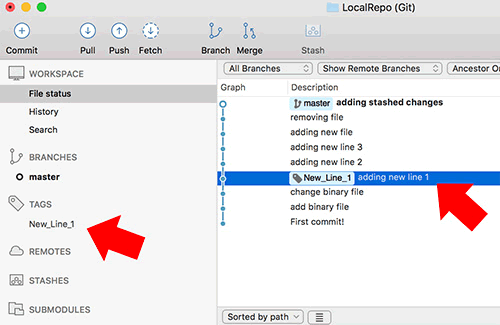 LocalRepo (Git)
Commit
Pull
Push
Fetch
Branch
Merge
Stash
WORKSPACE
File status
History
Search
BRANCHES
master
TAGS
New_Line_1
REMOTES
STASHES
SUBMODULES
All Branches
Show Remote Branches
Ancestor Or
Graph
Description
master adding stashed changes
removing file
adding new file
adding new line 3
adding new line 2
New_Line_1 adding new line 1
change binary file
add binary file
First commit!
Sorted by path